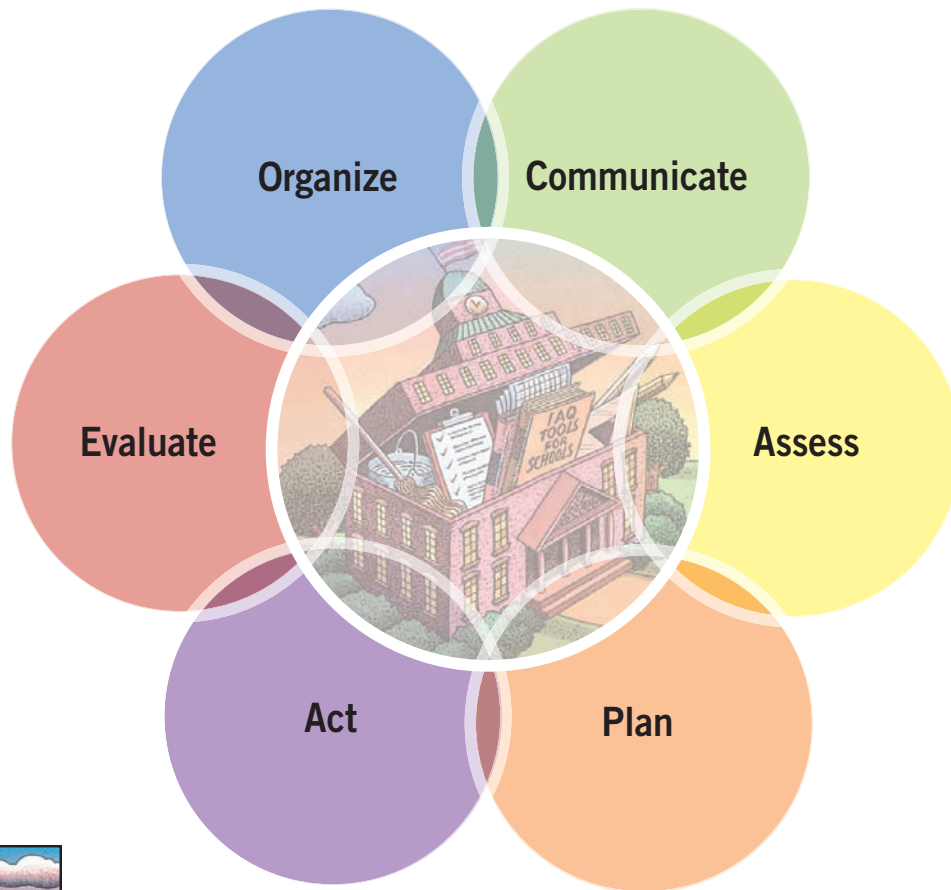 Organize
Communicate
Evaluate
Assess
IAQ
TOOLS
FOR
SCHOOLS
Act
Plan